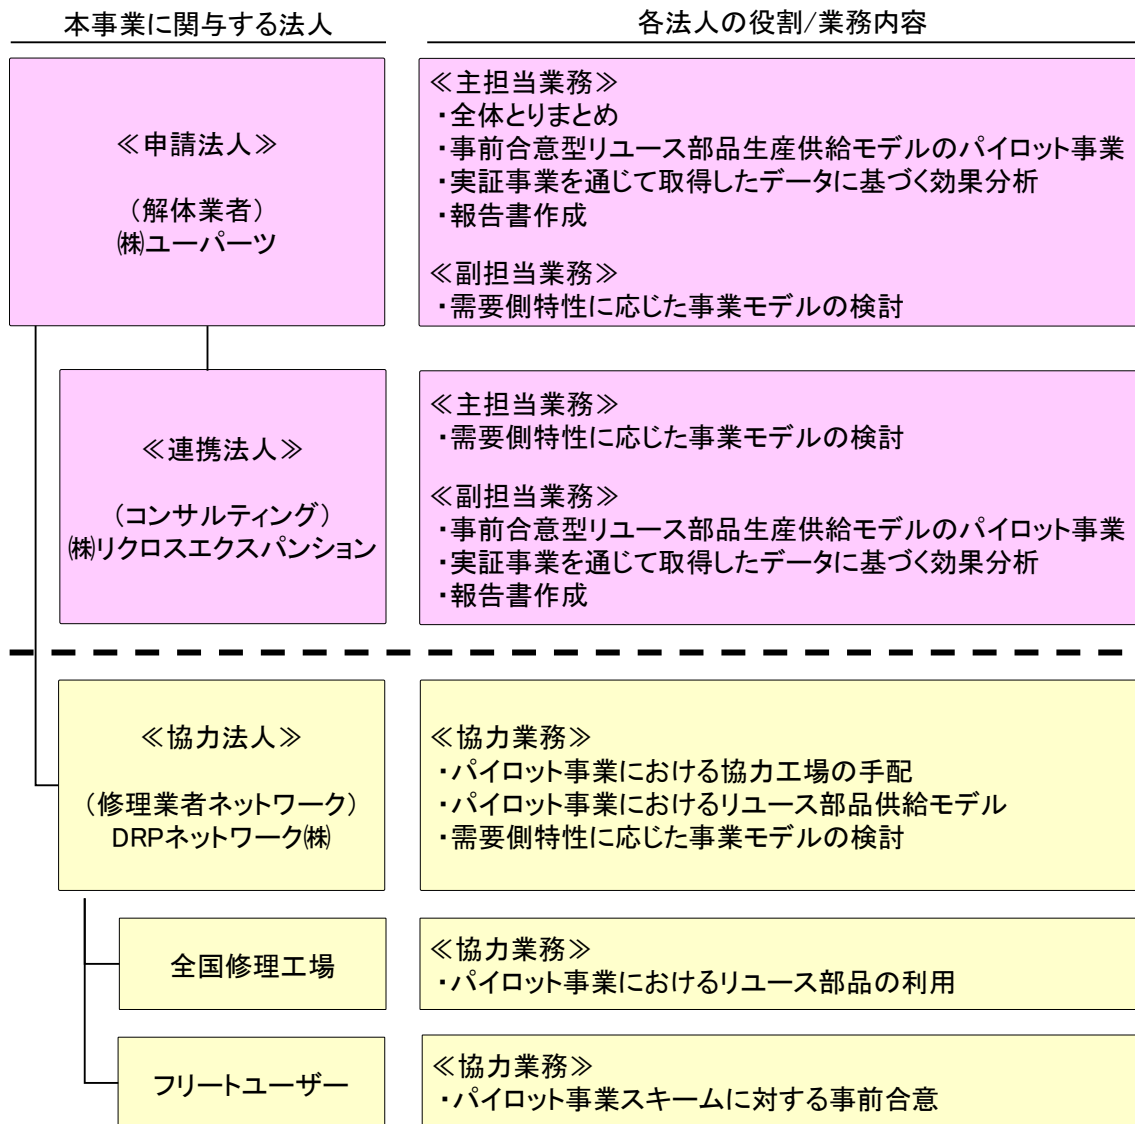 本事業に関与する法人
各法人の役割/業務内容
≪申請法人≫
（解体業者）
㈱ユーパーツ
≪主担当業務≫
・全体とりまとめ
・事前合意型リユース部品生産供給モデルのパイロット事業
・実証事業を通じて取得したデータに基づく効果分析
・報告書作成
≪副担当業務≫
・需要側特性に応じた事業モデルの検討
≪連携法人≫
（コンサルティング）
㈱リクロスエクスパンション
≪主担当業務≫
・需要側特性に応じた事業モデルの検討
≪副担当業務≫
・事前合意型リユース部品生産供給モデルのパイロット事業
・実証事業を通じて取得したデータに基づく効果分析
・報告書作成
≪協力法人≫
（修理業者ネットワーク）
DRPネットワーク㈱
≪協力業務≫
・パイロット事業における協力工場の手配
・パイロット事業におけるリユース部品供給モデル
・需要側特性に応じた事業モデルの検討
全国修理工場
≪協力業務≫
・パイロット事業におけるリユース部品の利用
フリートユーザー
≪協力業務≫
・パイロット事業スキームに対する事前合意